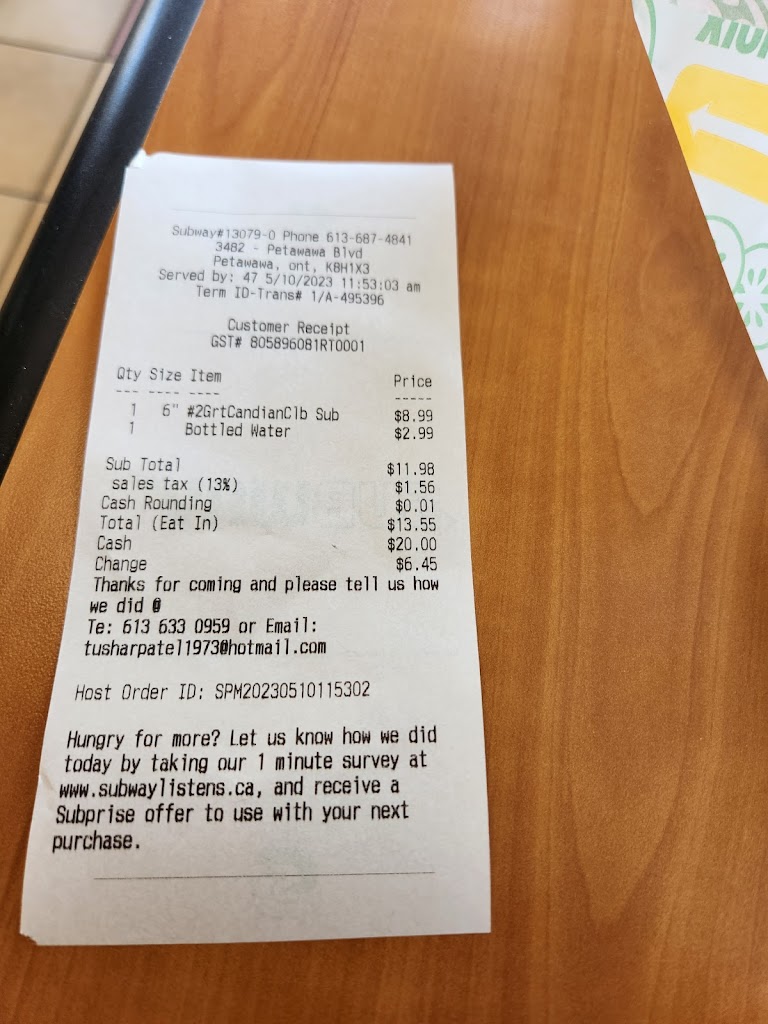 Subway#13079-0 Phone 613-687-4841
3482 - Petawawa Blvd
Petawawa, ont, K8H1X3
Served by: 47 5/10/2023 11:53:03 am
Term ID-Trans# 1/A-495396
Customer Receipt
GST# 805896081RT0001
Qty Size Item Price
--- ---- ---- -----
1 6" #2GrtCandianClb Sub $8.99
1 Bottled Water $2.99
Sub Total $11.98
sales tax (13%) $1.56
Cash Rounding $0.01
Total (Eat In) $13.55
Cash $20.00
Change $6.45
Thanks for coming and please tell us how
we did @
Te: 613 633 0959 or Email:
tusharpatel1973@hotmail.com
Host Order ID: SPM20230510115302
Hungry for more? Let us know how we did
today by taking our 1 minute survey at
www.subwaylistens.ca, and receive a
Subprise offer to use with your next
purchase.